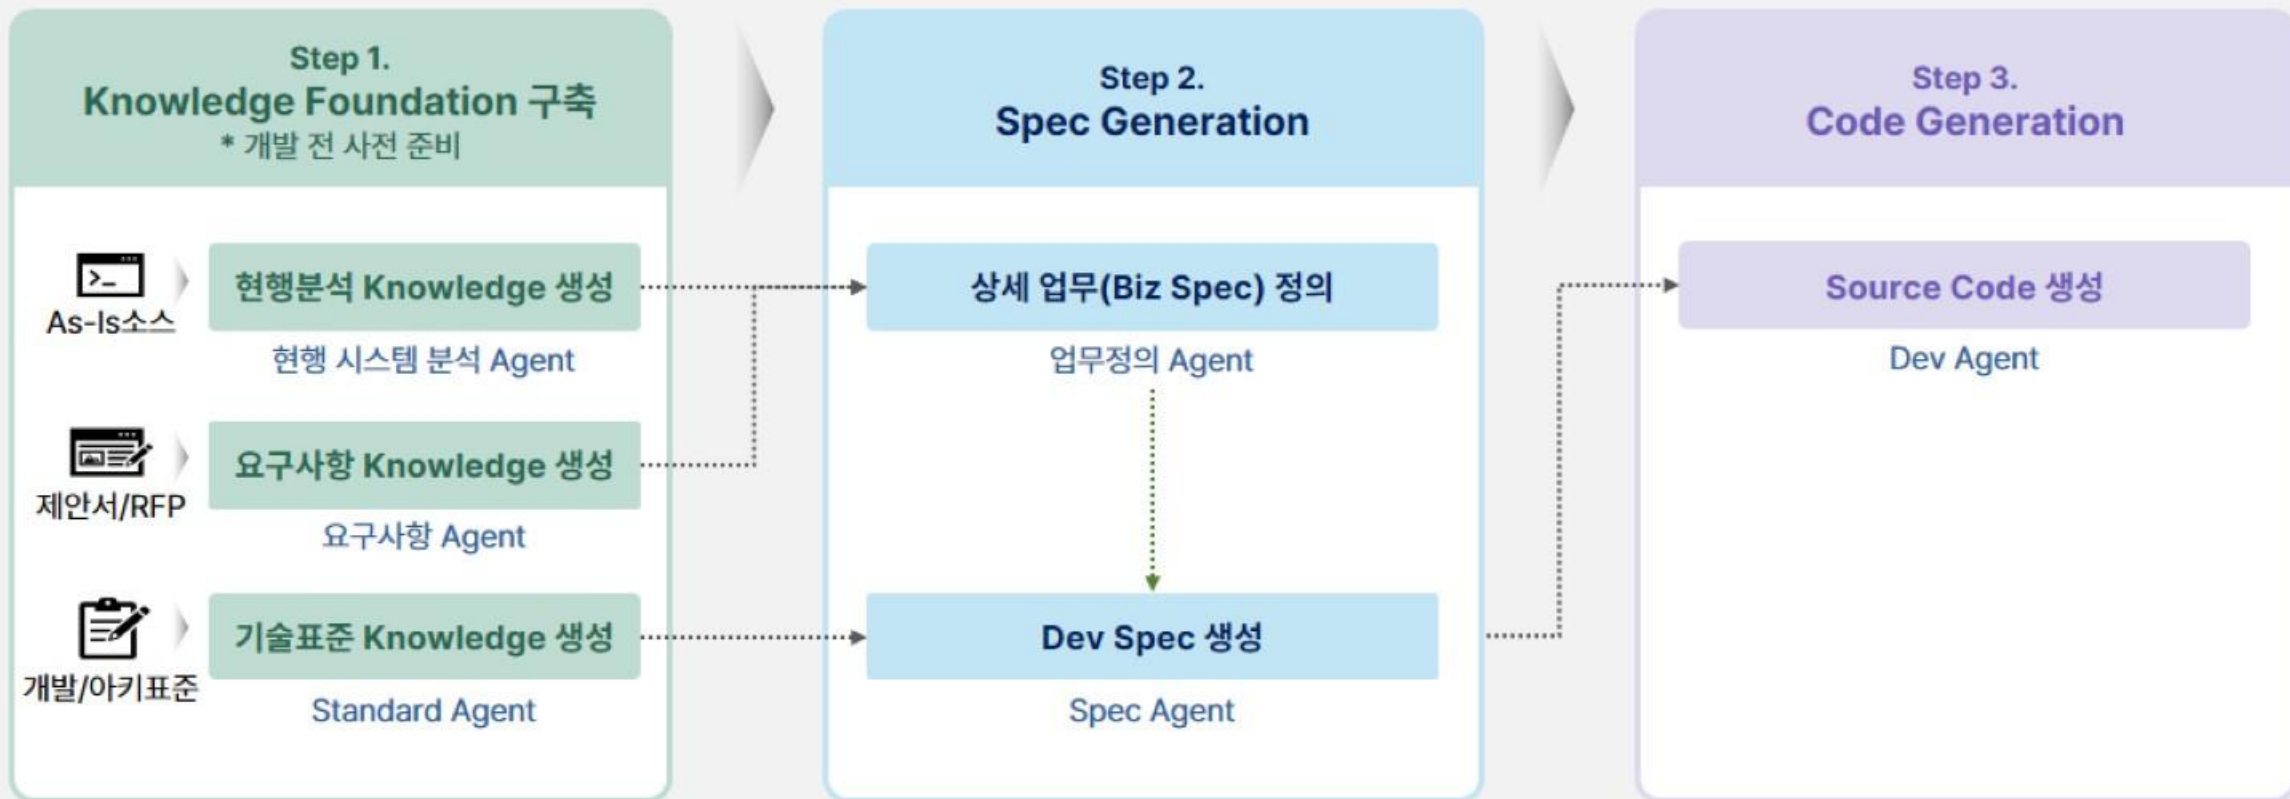 Step 1.
Knowledge Foundation 구축
* 개발 전 사전 준비
As-Is소스
현행분석 Knowledge 생성
현행 시스템 분석 Agent
제안서/RFP
요구사항 Knowledge 생성
요구사항 Agent
개발/아키표준
기술표준 Knowledge 생성
Standard Agent
Step 2.
Spec Generation
상세 업무(Biz Spec) 정의
업무정의 Agent
Dev Spec 생성
Spec Agent
Step 3.
Code Generation
Source Code 생성
Dev Agent